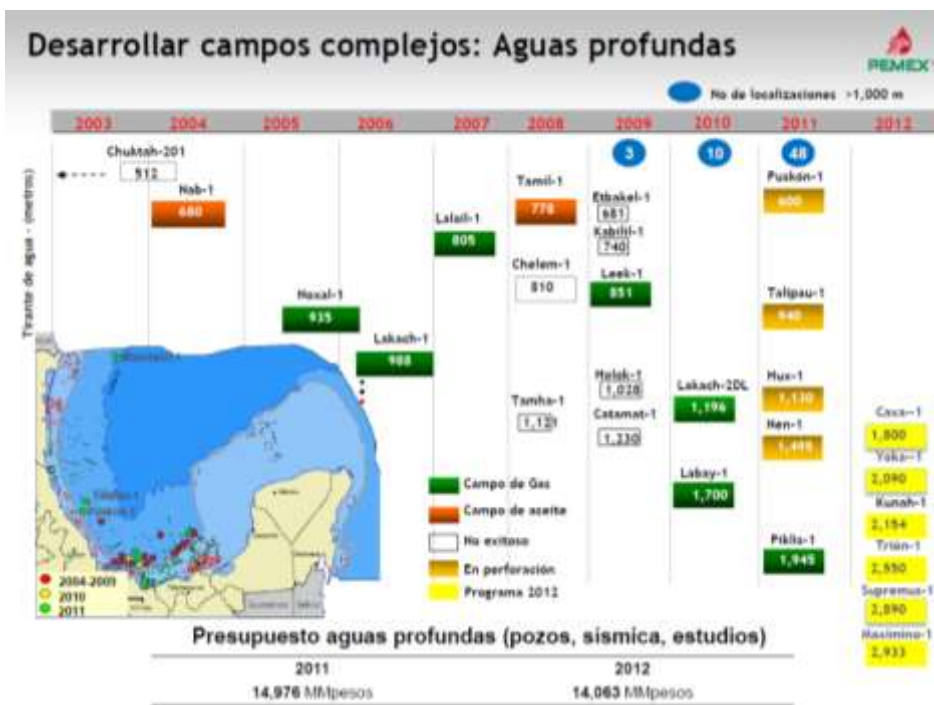 Desarrollar campos complejos: Aguas profundas
PEMEX
No de localizaciones >1,000 m
2003 2004 2005 2006 2007 2008 2009 2010 2011 2012
3 10 48
Tirante de agua - (metros)
Chuktah-201
512
Nab-1
680
Noxal-1
935
Lakach-1
988
Lalail-1
805
Tamil-1
778
Chelem-1
810
Tamha-1
1,121
Etbakel-1
681
Kabilil-1
740
Leek-1
851
Holok-1
1,028
Catamat-1
1,230
Lakach-2DL
1,196
Labay-1
1,700
Puskon-1
600
Talipau-1
940
Hux-1
1,130
Nen-1
Piklis-1
1,945
Caxa-1
1,800
Yoka-1
2,090
Kunah-1
2,154
Trión-1
2,550
Supremus-1
2,890
Maximino-1
2,933
Campo de Gas
Campo de aceite
No exitoso
En perforación
Programa 2012
2004-2009
2010
2011
Presupuesto aguas profundas (pozos, sísmica, estudios)
2011 2012
14,976 MMpesos 14,063 MMpesos